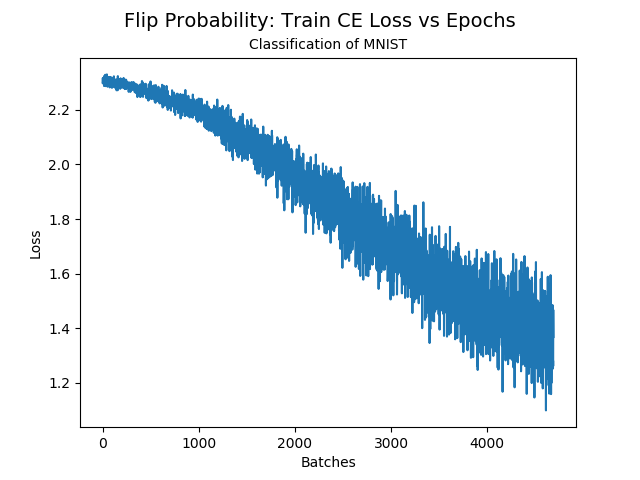 Flip Probability: Train CE Loss vs Epochs
Classification of MNIST
2.2
2.0
1.8
1.6
1.4
1.2
Loss
0 1000 2000 3000 4000
Batches